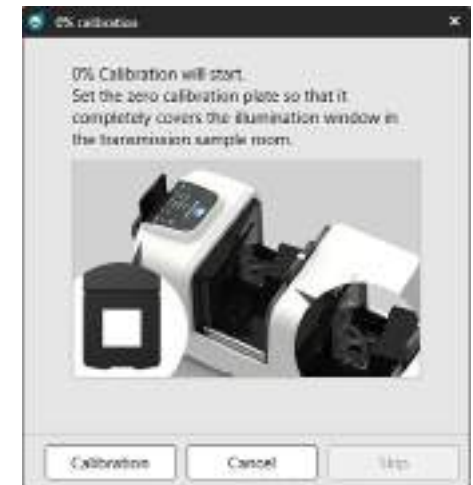 0% calibration
0% Calibration will start.
Set the zero calibration plate so that it
completely covers the illumination window in
the transmission sample room.
Calibration
Cancel
Skip